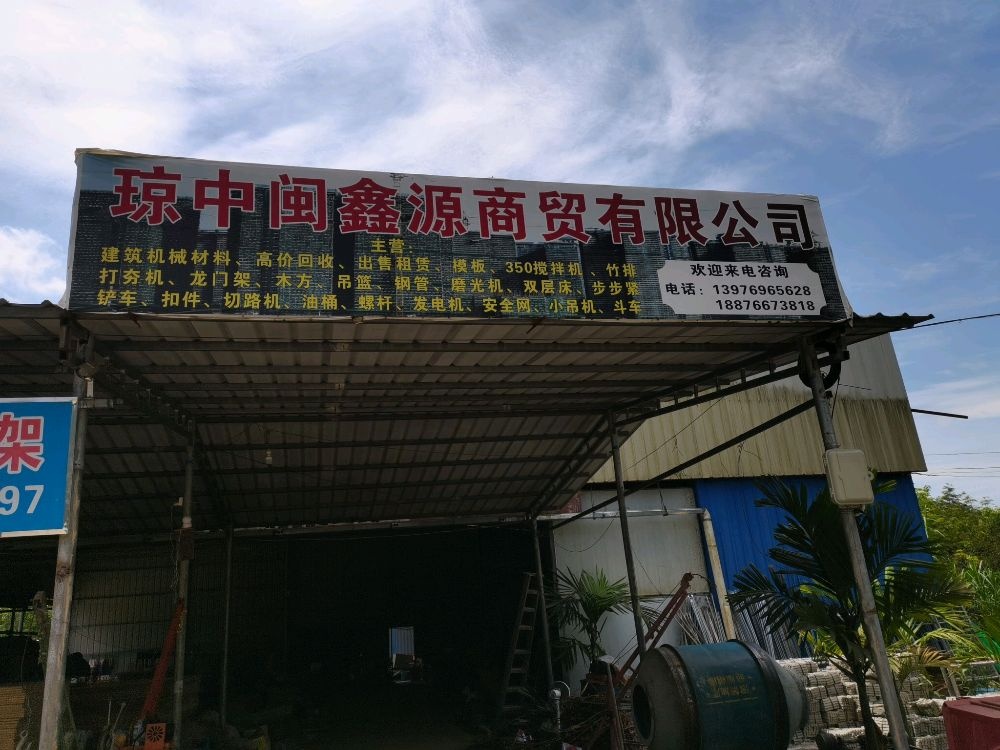 琼中闽鑫源商贸有限公司
主营:
建筑机械材料、高价回收、出售租赁、模板、350搅拌机、竹排
打夯机、龙门架、木方、吊篮、钢管、磨光机、双层床、步步紧
铲车、扣件、切路机、油桶、螺杆、发电机、安全网、小吊机、斗车
欢迎来电咨询
电话：13976965628
18876673818
架
97